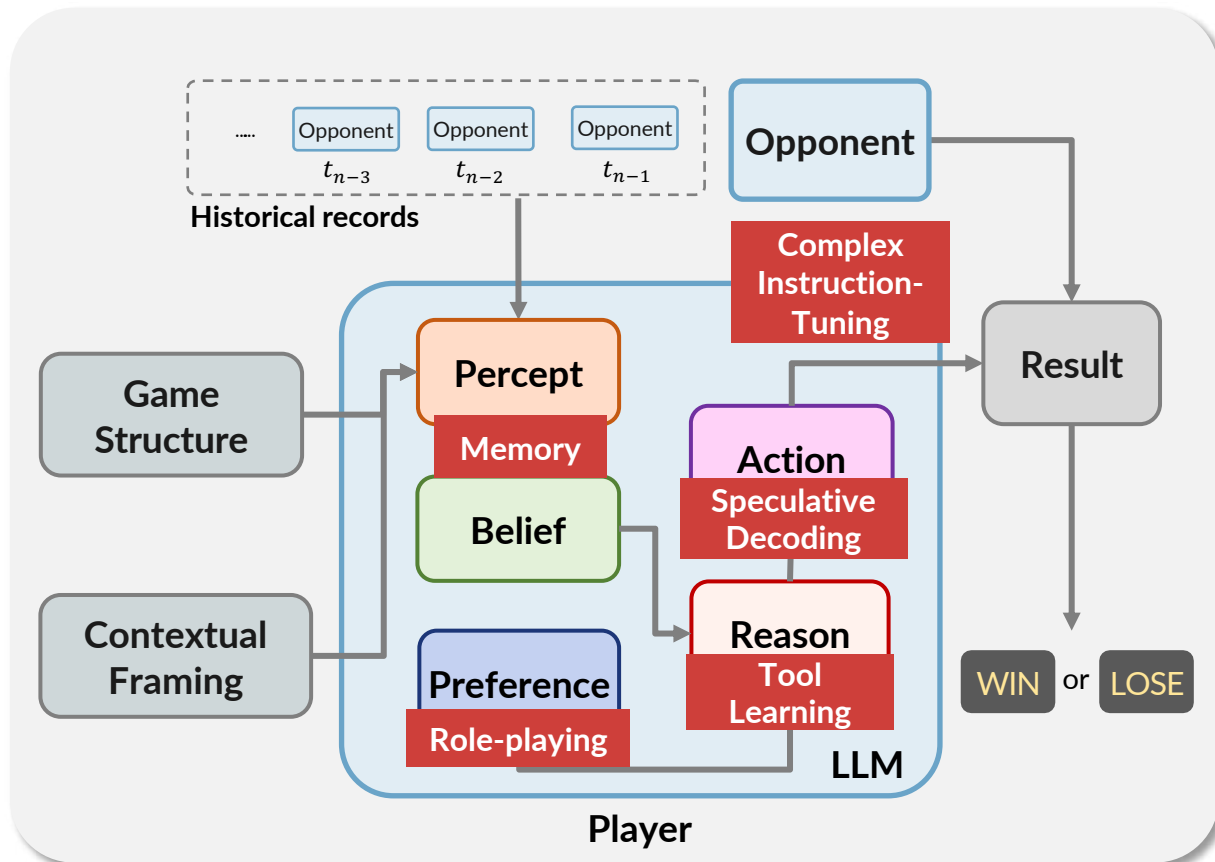 .....
Opponent
Opponent
Opponent
t_{n-3}
t_{n-2}
t_{n-1}
Historical records
Opponent
Complex
Instruction-
Tuning
Percept
Memory
Belief
Game
Structure
Contextual
Framing
Preference
Role-playing
Action
Speculative
Decoding
Reason
Tool
Learning
LLM
Result
WIN or LOSE
Player